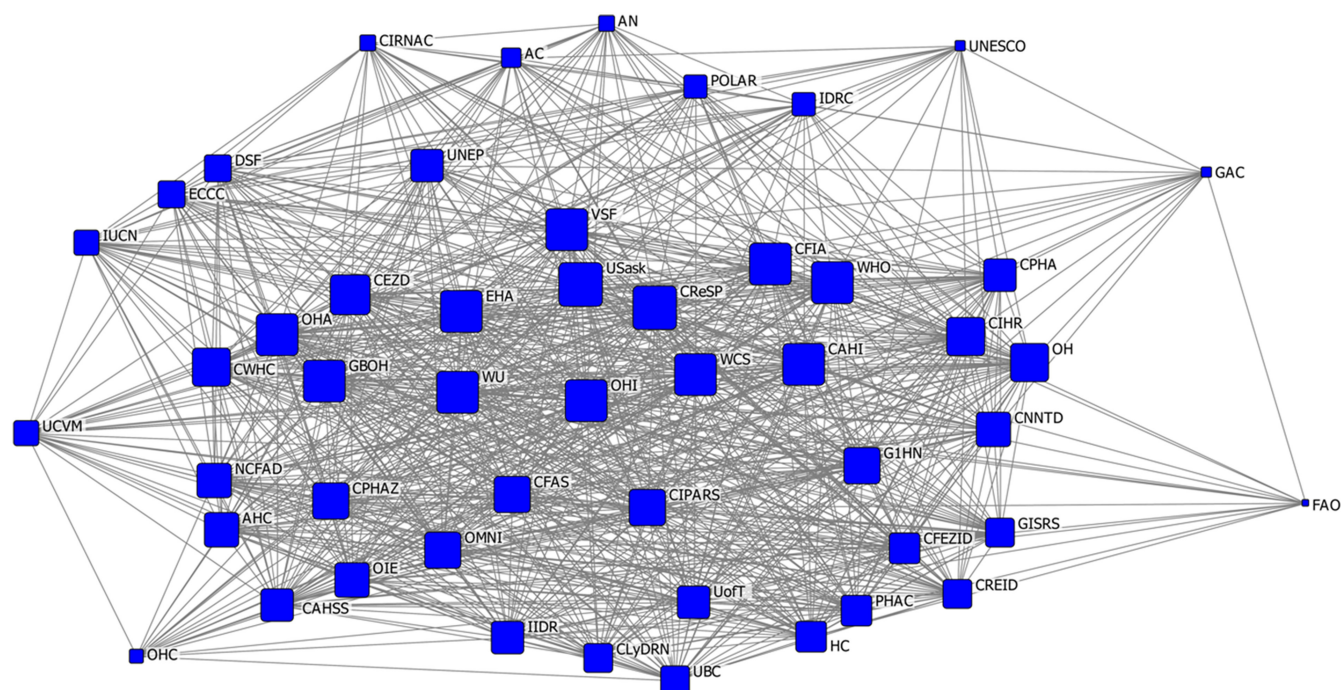 AN
CIRNAC
UNESCO
AC
POLAR
IDRC
UNEP
DSF
GAC
ECCC
VSF
IUCN
CFIA
CPHA
USask
WHO
CEZD
CReSP
EHA
OHA
CIHR
OH
CAHI
WCS
GBOH
CWHC
WU
OHI
CNNTD
UCVM
G1HN
NCFAD
CFAS
CPHAZ
CIPARS
FAO
AHC
GISRS
OMNI
CFEZID
OIE
CREID
UofT
CAHSS
PHAC
IIDR
HC
CLyDRN
OHC
UBC